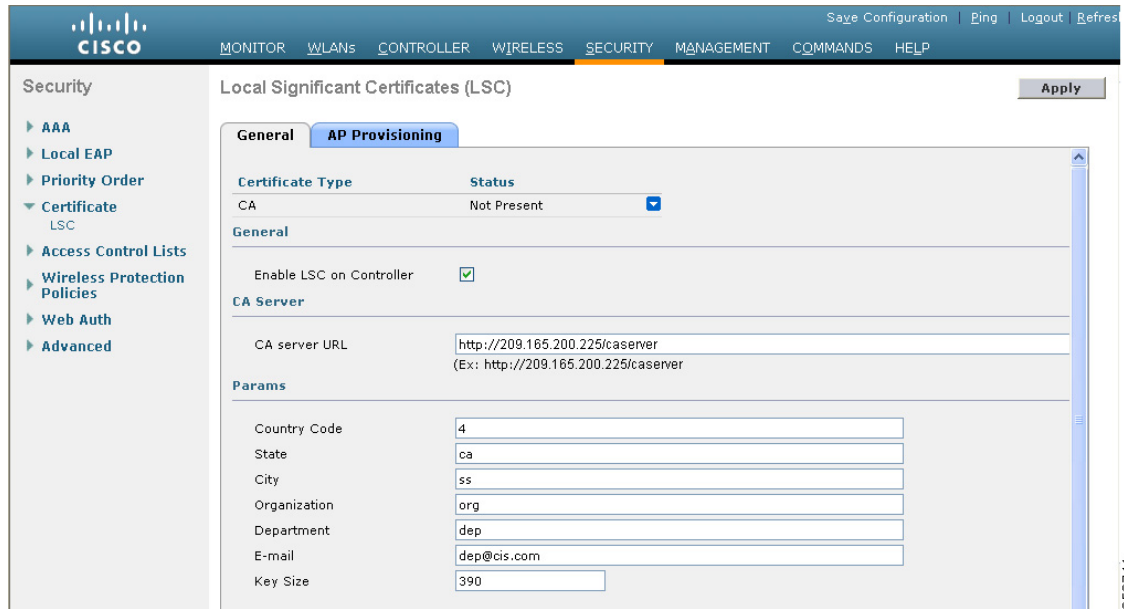 Save Configuration | Ping | Logout | Refres
CISCO
MONITOR WLANs CONTROLLER WIRELESS SECURITY MANAGEMENT COMMANDS HELP
Security
AAA
Local EAP
Priority Order
Certificate
LSC
Access Control Lists
Wireless Protection
Policies
Web Auth
Advanced
Local Significant Certificates (LSC)
Apply
General
AP Provisioning
Certificate Type Status
CA Not Present
General
Enable LSC on Controller
CA Server
CA server URL http://209.165.200.225/caserver
(Ex: http://209.165.200.225/caserver
Params
Country Code 4
State ca
City ss
Organization org
Department dep
E-mail dep@cis.com
Key Size 390